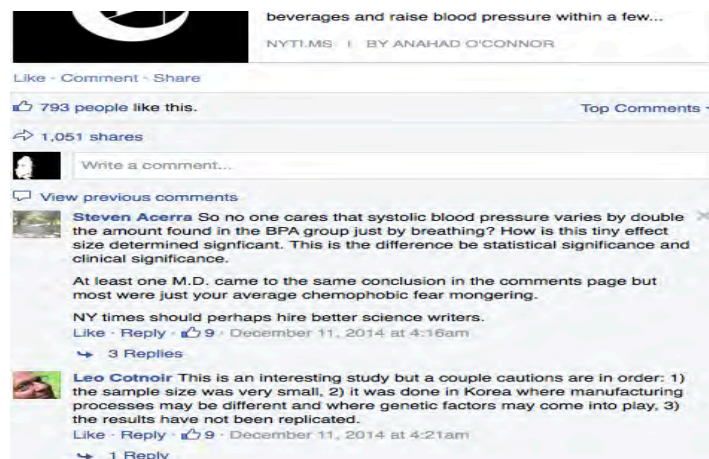 beverages and raise blood pressure within a few...
NYTI.MS | BY ANAHAD O'CONNOR
Like · Comment · Share
793 people like this.
Top Comments
1,051 shares
Write a comment...
View previous comments
Steven Acerra So no one cares that systolic blood pressure varies by double
the amount found in the BPA group just by breathing? How is this tiny effect
size determined signficant. This is the difference be statistical significance and
clinical significance.
At least one M.D. came to the same conclusion in the comments page but
most were just your average chemophobic fear mongering.
NY times should perhaps hire better science writers.
Like · Reply · 9 · December 11, 2014 at 4:16am
3 Replies
Leo Cotnoir This is an interesting study but a couple cautions are in order: 1)
the sample size was very small, 2) it was done in Korea where manufacturing
processes may be different and where genetic factors may come into play, 3)
the results have not been replicated.
Like · Reply · 9 · December 11, 2014 at 4:21am
1 Reply